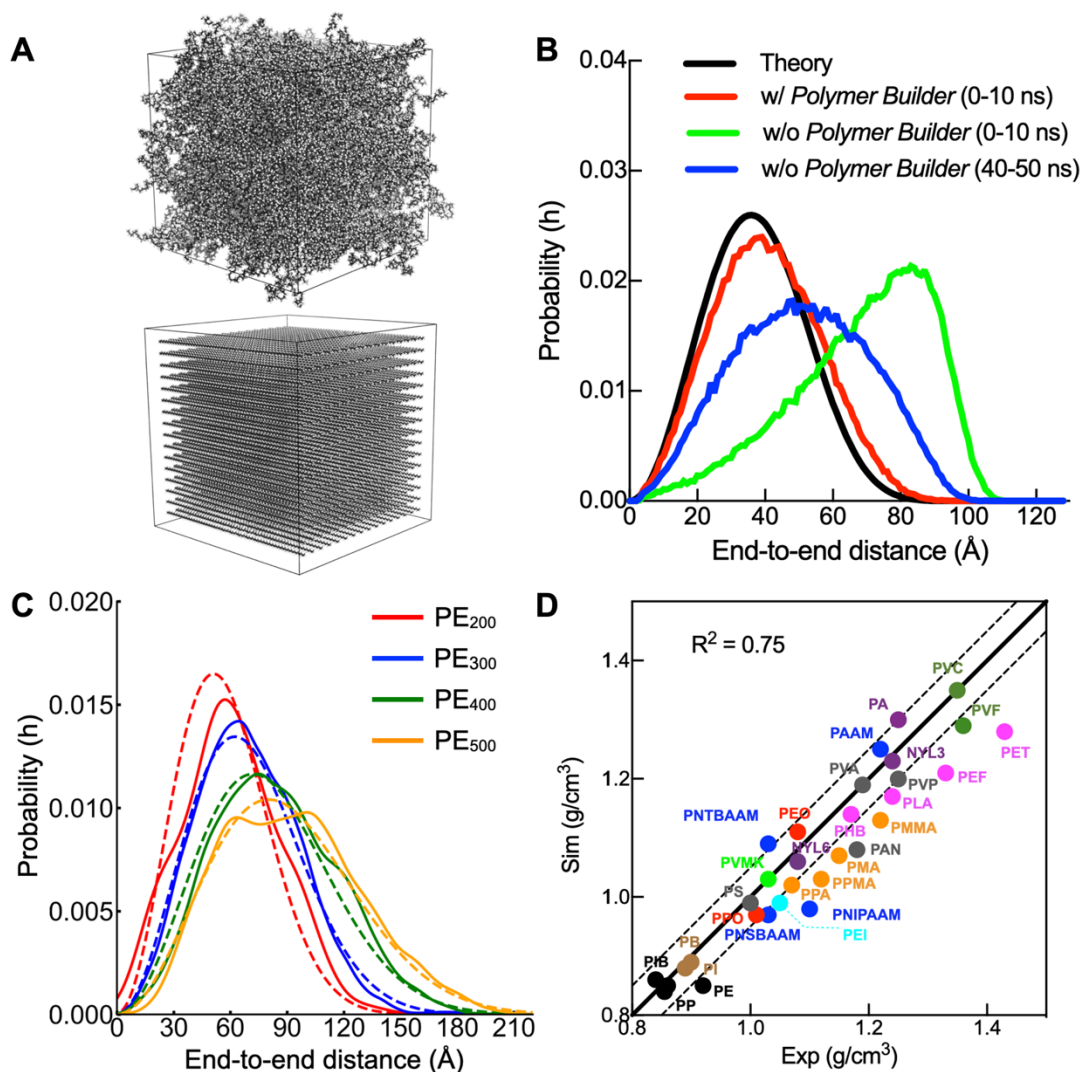 A
B
0.04
0.03
0.02
0.01
0.00
Probability (h)
Theory
w/ Polymer Builder (0-10 ns)
w/o Polymer Builder (0-10 ns)
w/o Polymer Builder (40-50 ns)
0 20 40 60 80 100 120
End-to-end distance (Å)
C
0.020
0.015
0.010
0.005
0.000
Probability (h)
PE200
PE300
PE400
PE500
0 30 60 90 120 150 180 210
End-to-end distance (Å)
D
R² = 0.75
1.4
1.2
1.0
0.8
Sim (g/cm³)
PVC
PA
PVF
PAAM
NYL3
PET
PVA
PVP
PEF
PLA
PNTBAAM
PEO
PHB
PMMA
NYL6
PAN
PVMK
PMA
PS
PPMA
PPA
PPO
PNIPAAM
PNSBAAM
PEI
PB
PIB
PI
PP
PE
0.8 1.0 1.2 1.4
Exp (g/cm³)